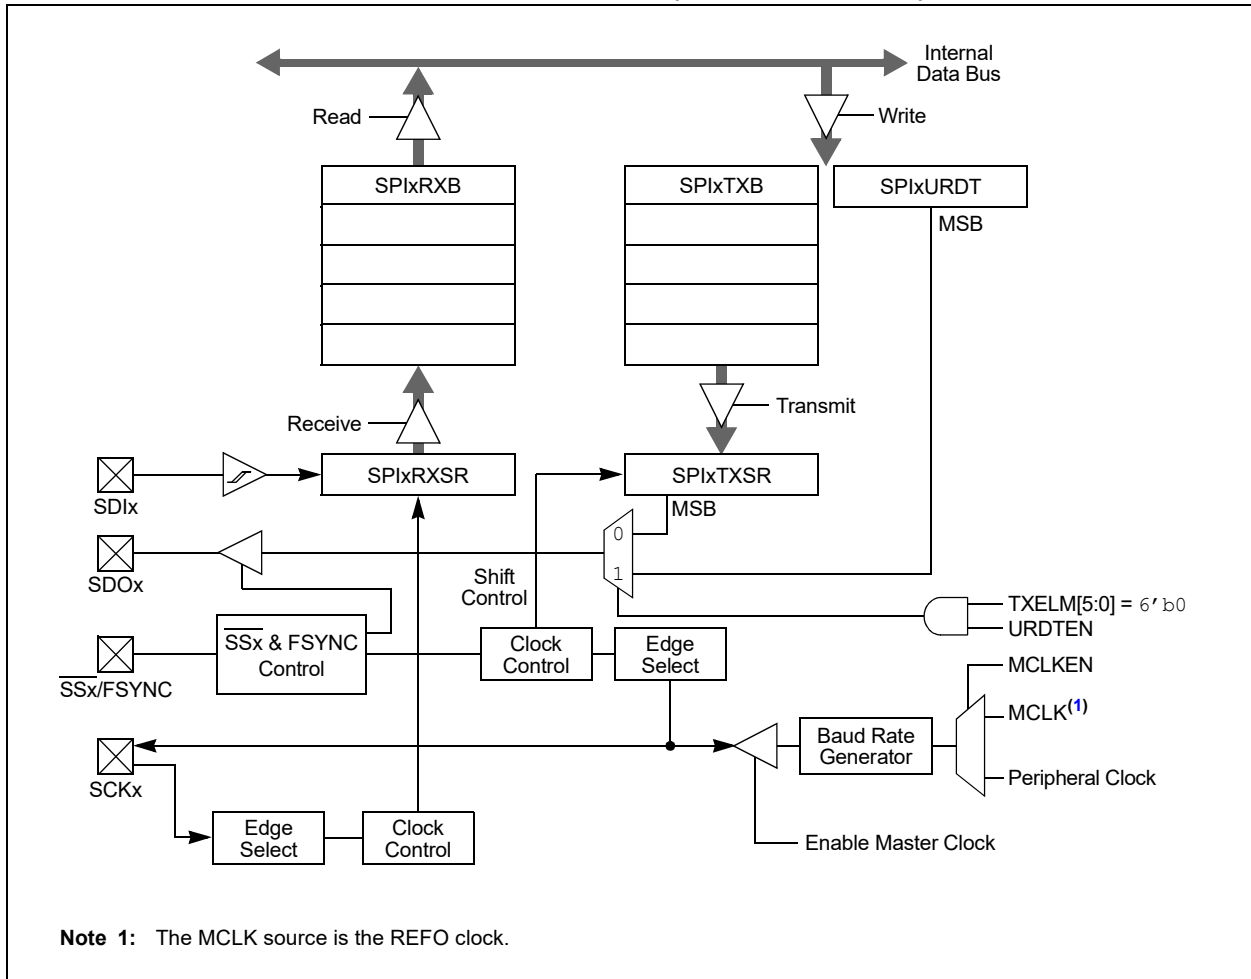 Internal
Data Bus
Read
Write
SPIxRXB
SPIxTXB
SPIxURDT
MSB
Receive
Transmit
SPIxRXSR
SPIxTXSR
SDIx
MSB
0
SDOx
1
Shift
Control
TXELM[5:0] = 6’b0
URDTEN
SSx & FSYNC
Control
Clock
Control
Edge
Select
SSx/FSYNC
MCLKEN
MCLK(1)
Baud Rate
Generator
Peripheral Clock
SCKx
Edge
Select
Clock
Control
Enable Master Clock
Note 1: The MCLK source is the REFO clock.